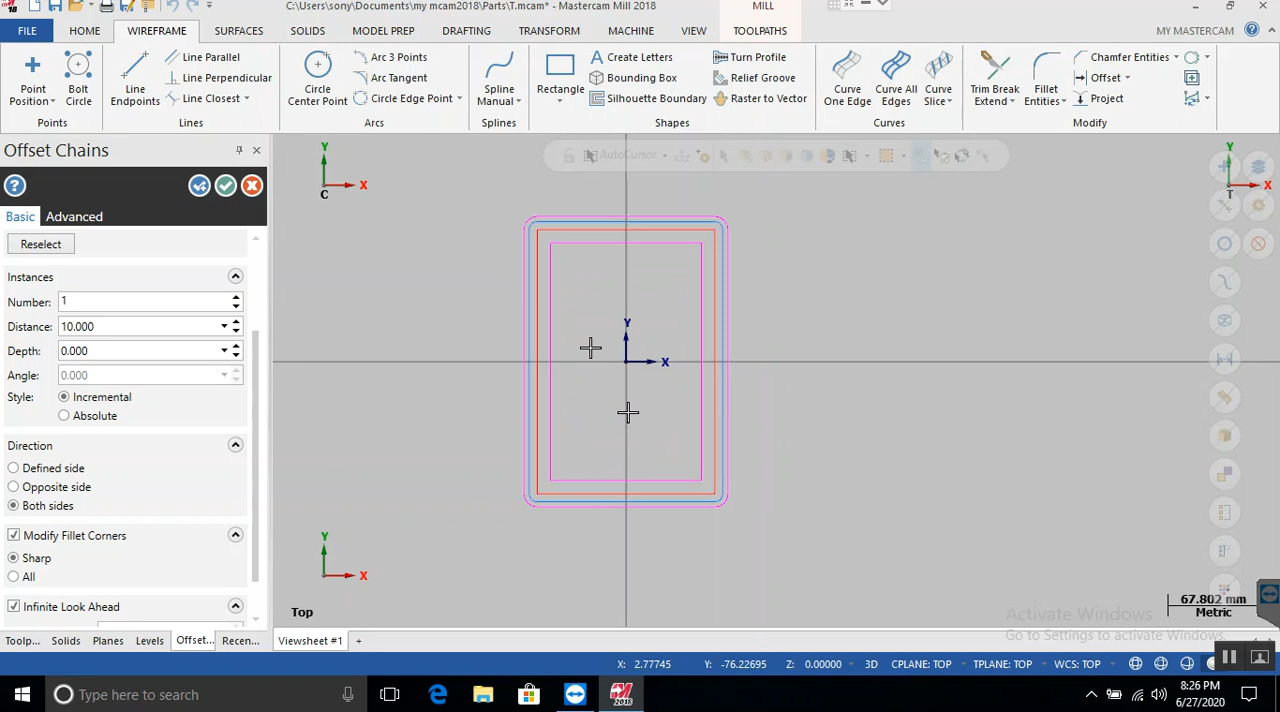 18
C:\Users\sony\Documents\my mcam2018\Parts\T.mcam* - Mastercam Mill 2018
MILL
FILE
HOME
WIREFRAME
SURFACES
SOLIDS
MODEL PREP
DRAFTING
TRANSFORM
MACHINE
VIEW
TOOLPATHS
MY MASTERCAM
Point Position
Bolt Circle
Points
Line Endpoints
Line Parallel
Line Perpendicular
Line Closest
Lines
Circle Center Point
Arc 3 Points
Arc Tangent
Circle Edge Point
Arcs
Spline Manual
Splines
Rectangle
Create Letters
Bounding Box
Silhouette Boundary
Turn Profile
Relief Groove
Raster to Vector
Shapes
Curve One Edge
Curve All Edges
Curve Slice
Curves
Trim Break Extend
Fillet Entities
Chamfer Entities
Offset
Project
Modify
Offset Chains
Basic
Advanced
Reselect
Instances
Number: 1
Distance: 10.000
Depth: 0.000
Angle: 0.000
Style: Incremental
Absolute
Direction
Defined side
Opposite side
Both sides
Modify Fillet Corners
Sharp
All
Infinite Look Ahead
Toolp...
Solids
Planes
Levels
Offset...
Recen...
AutoCursor
Y
X
C
Y
X
T
Y
X
Y
X
Top
67.802 mm
Metric
Activate Windows
Go to Settings to activate Windows.
Viewsheet #1
+
X: 2.77745
Y: -76.22695
Z: 0.00000
3D
CPLANE: TOP
TPLANE: TOP
WCS: TOP
Type here to search
2018
8:26 PM
6/27/2020